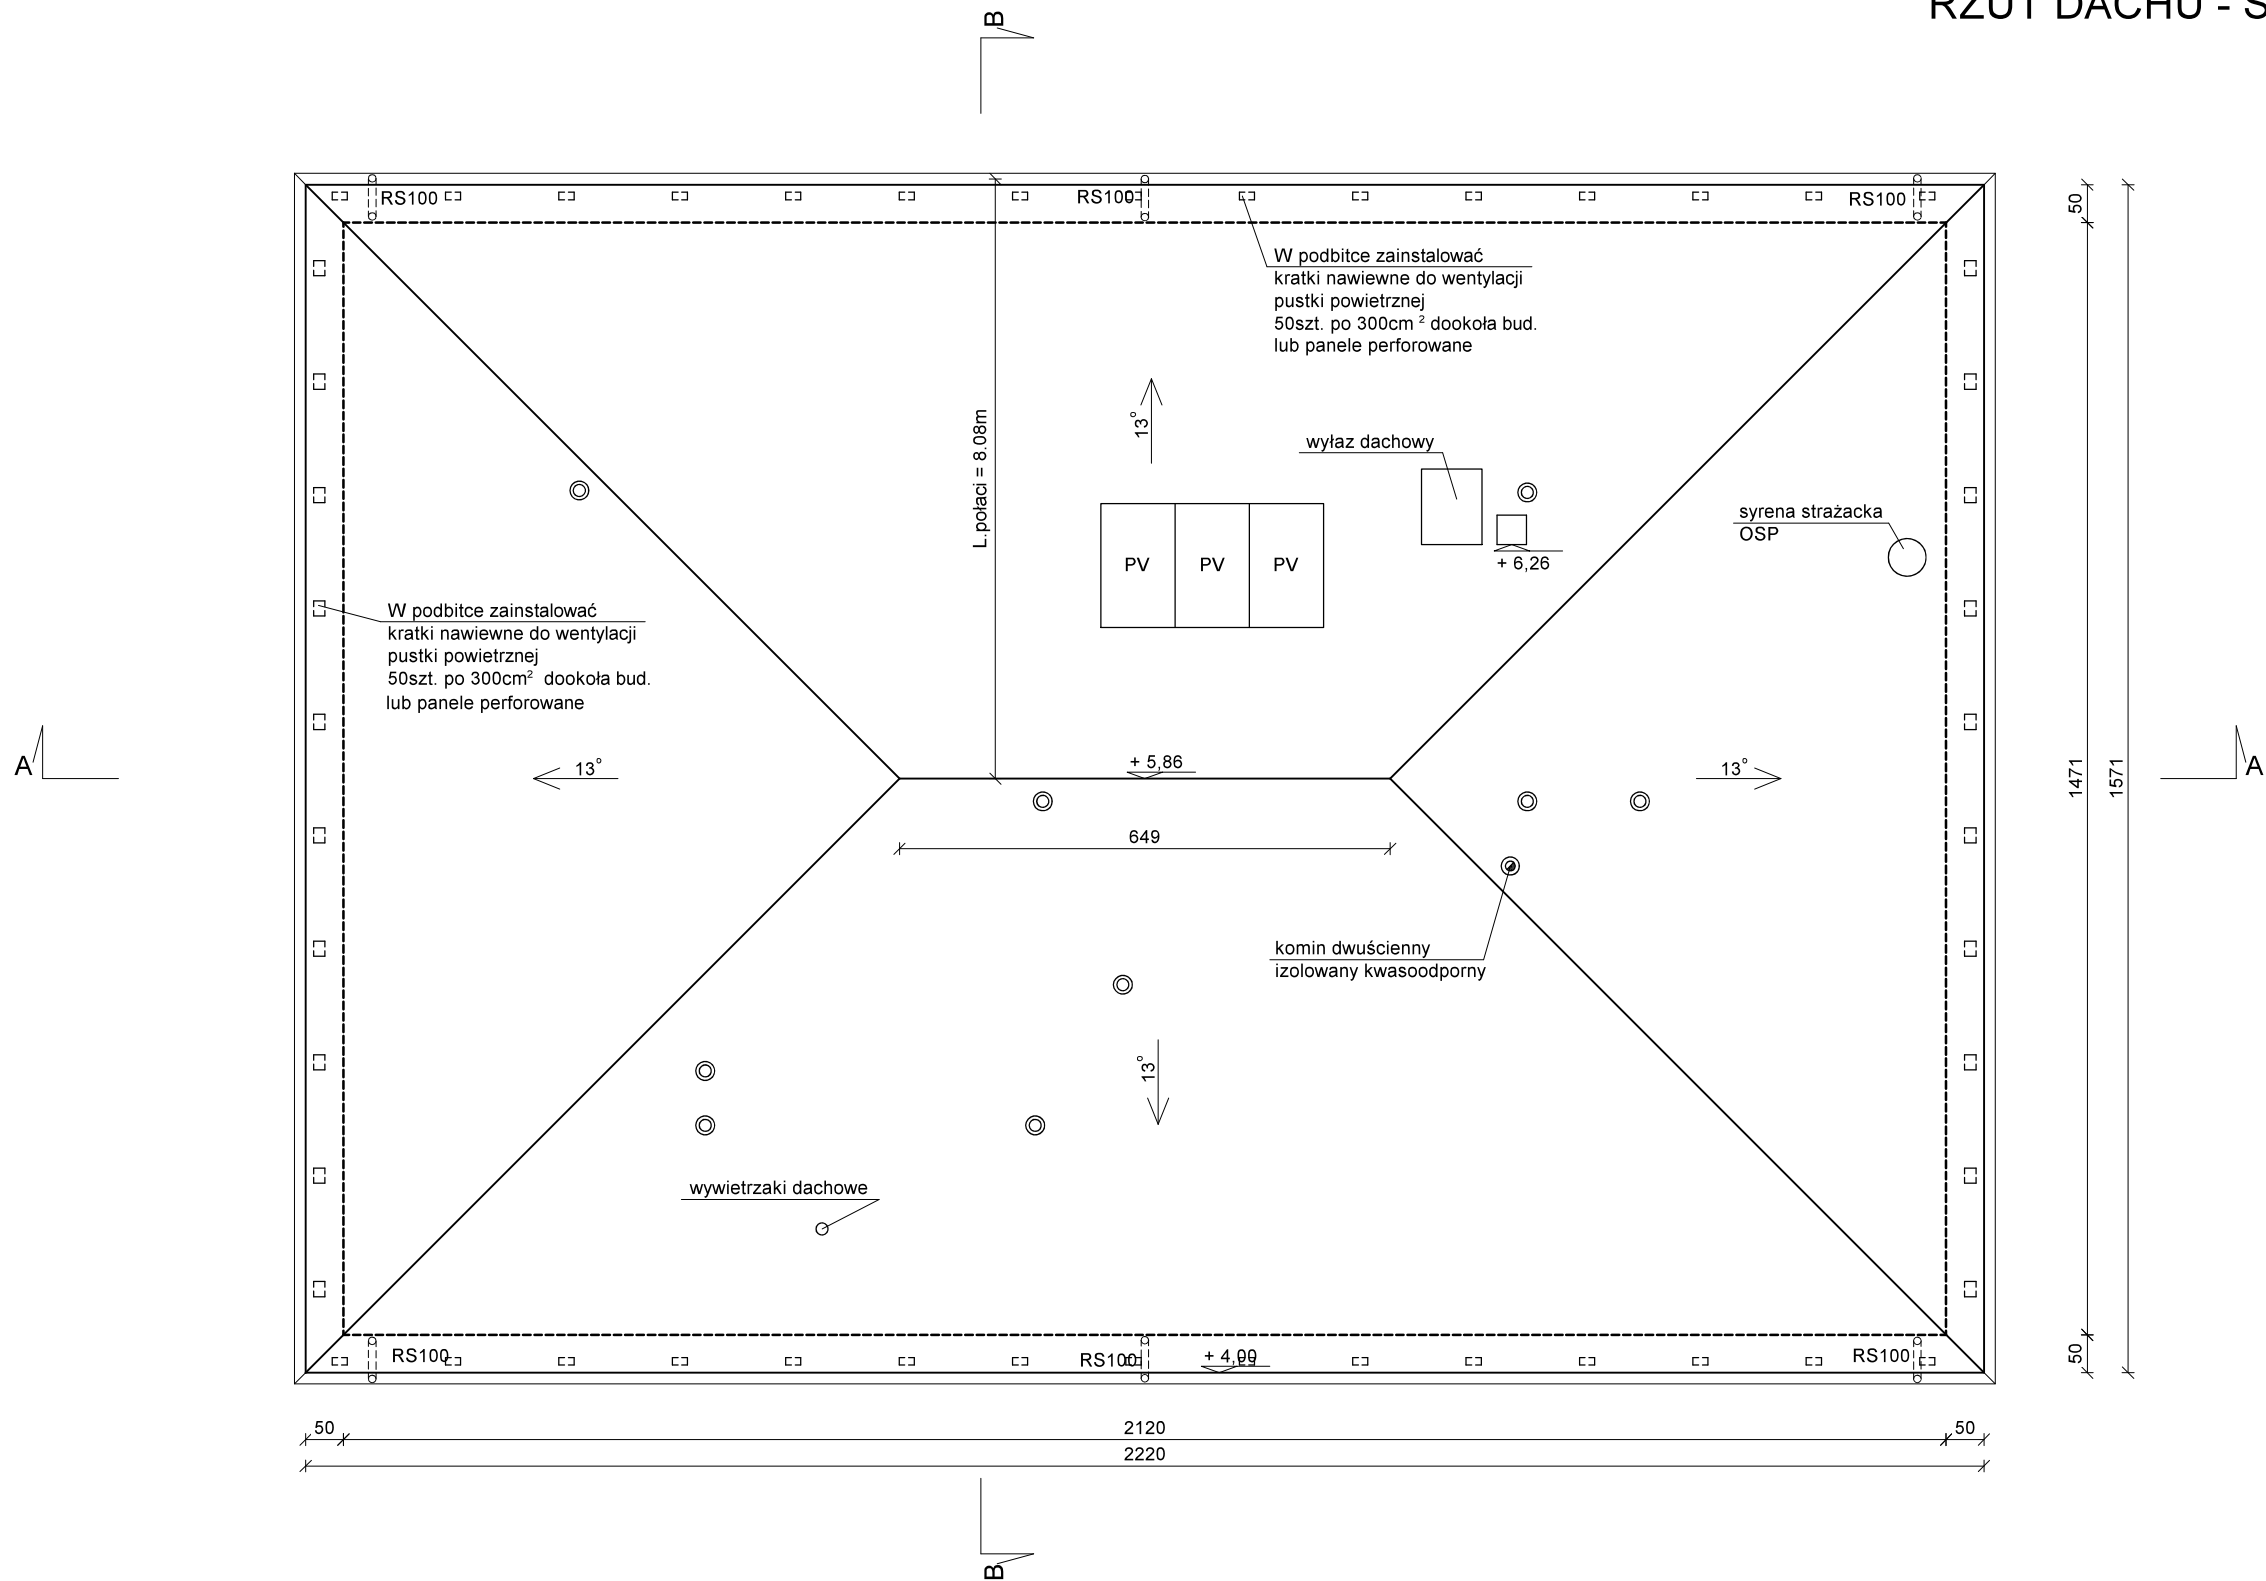 RZUT DACHU - S
B
RS100
RS100
RS100
50
W podbitce zainstalować
kratki nawiewne do wentylacji
pustki powietrznej
50szt. po 300cm² dookoła bud.
lub panele perforowane
13°
L.połaci = 8.08m
wyłaz dachowy
syrena strażacka
OSP
PV
PV
PV
+ 6,26
W podbitce zainstalować
kratki nawiewne do wentylacji
pustki powietrznej
50szt. po 300cm² dookoła bud.
lub panele perforowane
A
13°
+ 5,86
13°
1471
1571
A
649
komin dwuścienny
izolowany kwasoodporny
13°
wywietrzaki dachowe
RS100
RS100
+ 4,00
RS100
50
50
2120
50
2220
B